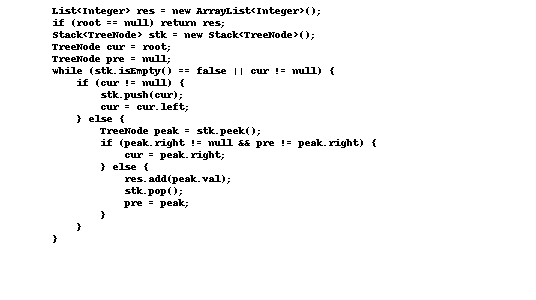 List<Integer> res = new ArrayList<Integer>();
if (root == null) return res;
Stack<TreeNode> stk = new Stack<TreeNode>();
TreeNode cur = root;
TreeNode pre = null;
while (stk.isEmpty() == false || cur != null) {
    if (cur != null) {
        stk.push(cur);
        cur = cur.left;
    } else {
        TreeNode peak = stk.peek();
        if (peak.right != null && pre != peak.right) {
            cur = peak.right;
        } else {
            res.add(peak.val);
            stk.pop();
            pre = peak;
        }
    }
}